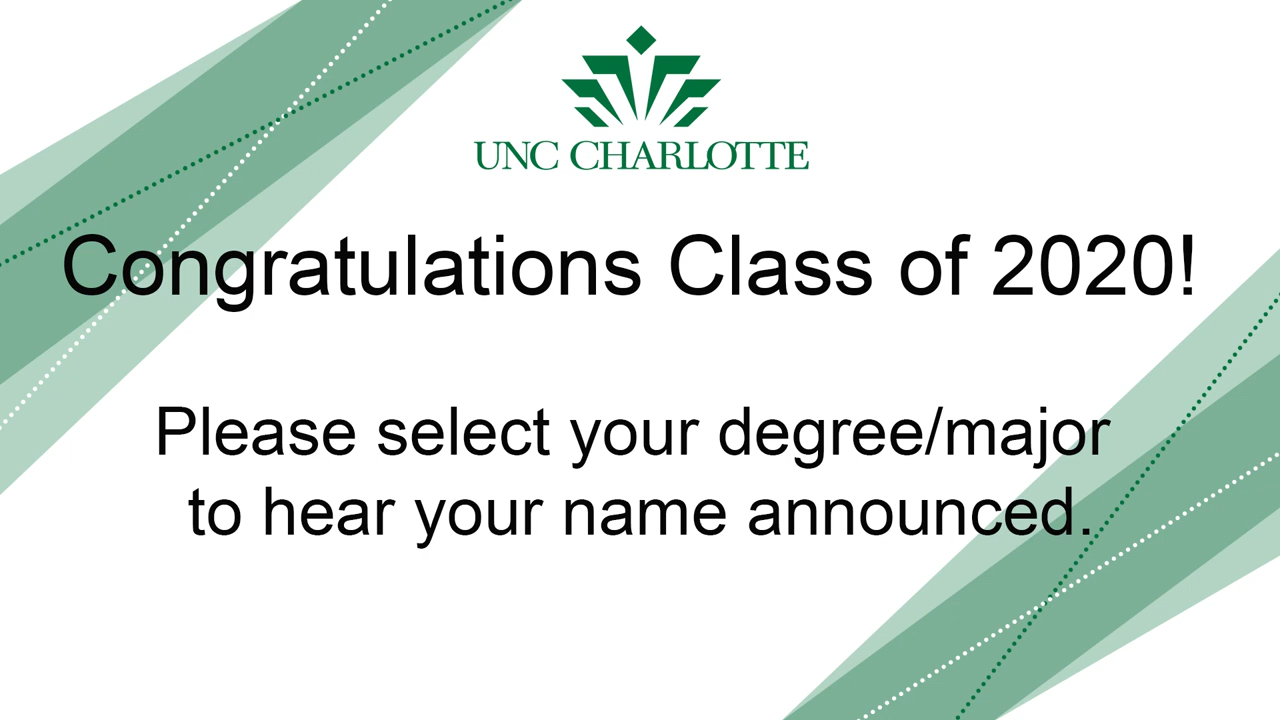 UNC CHARLOTTE
Congratulations Class of 2020!
Please select your degree/major
to hear your name announced.